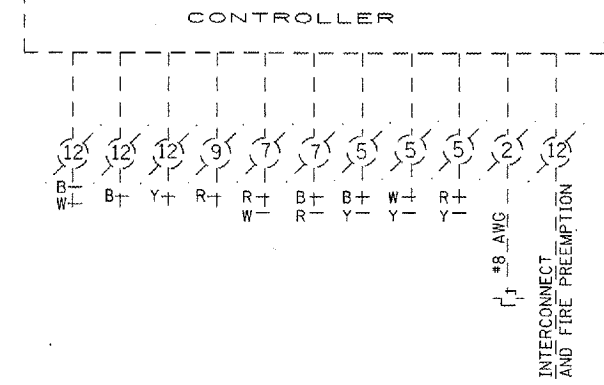 CONTROLLER
12 12 12 9 7 7 5 5 5 2 12
B B Y R R B B W R
W W R Y Y Y
#8 AWG
INTERCONNECT
AND FIRE PREEMPTION